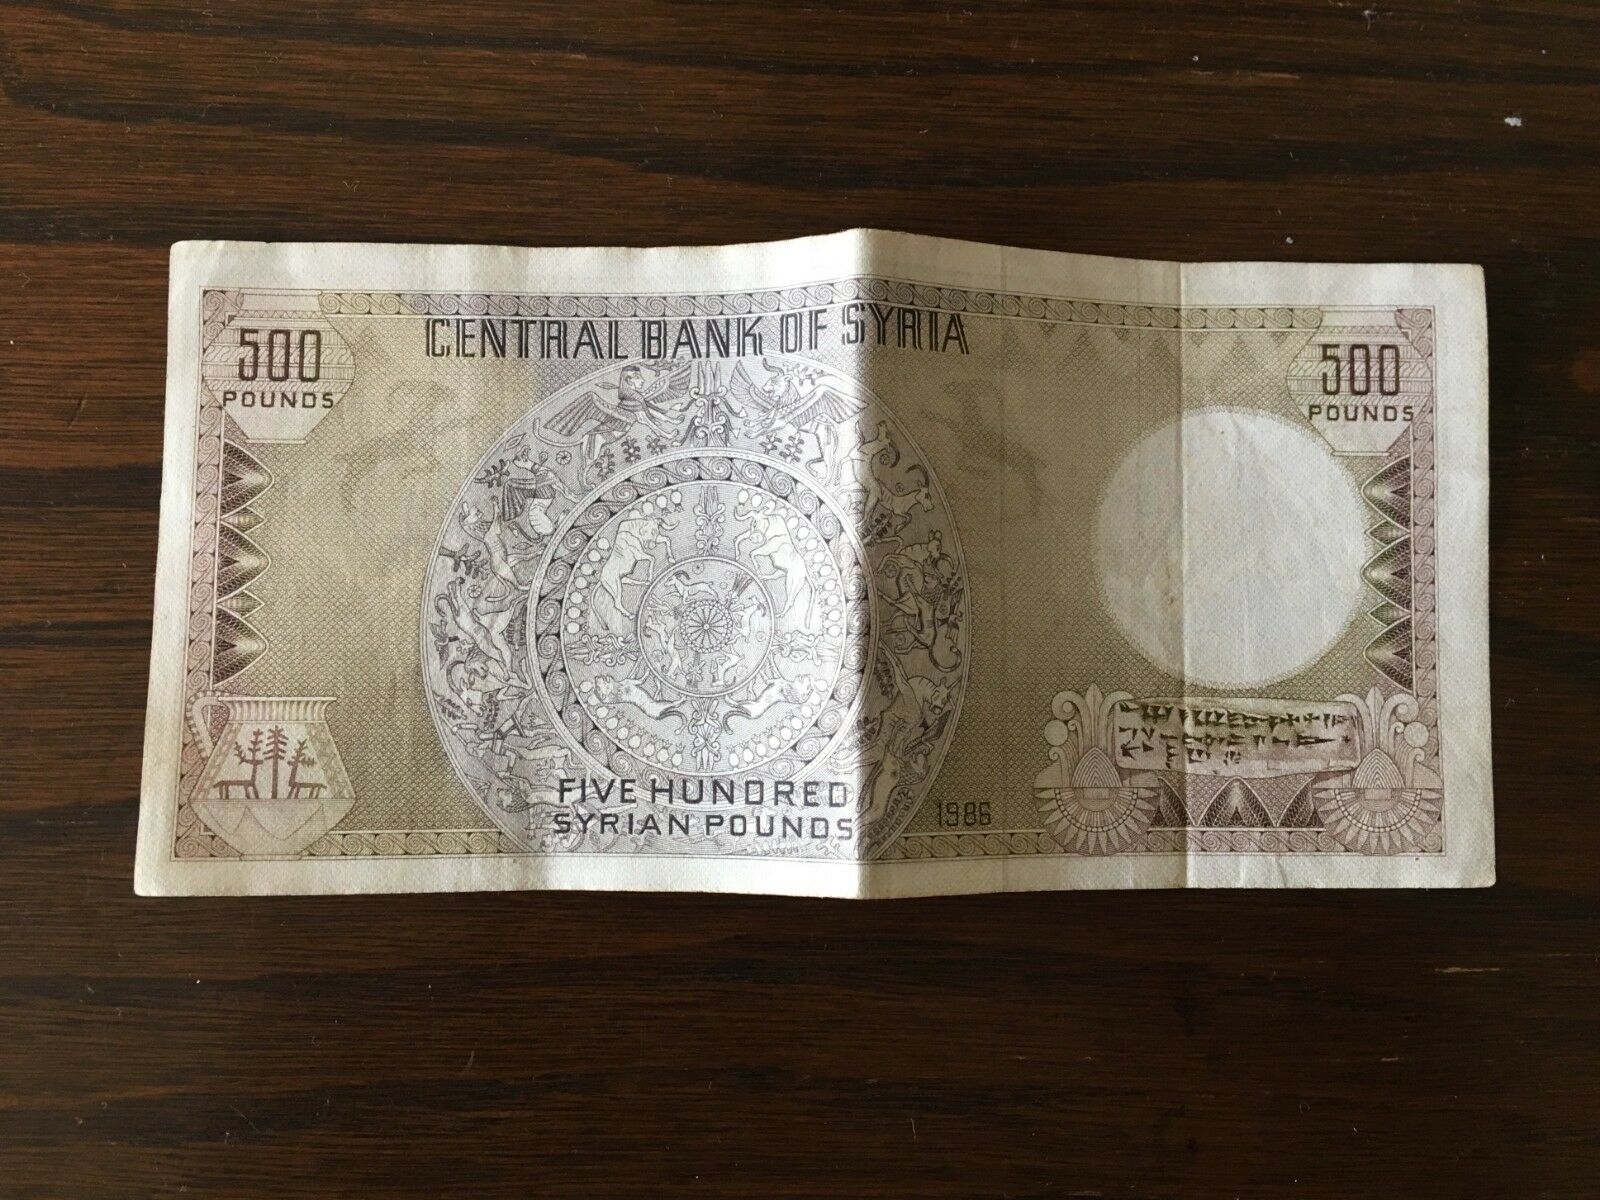 CENTRAL BANK OF SYRIA
500
POUNDS
500
POUNDS
FIVE HUNDRED
SYRIAN POUNDS
1986